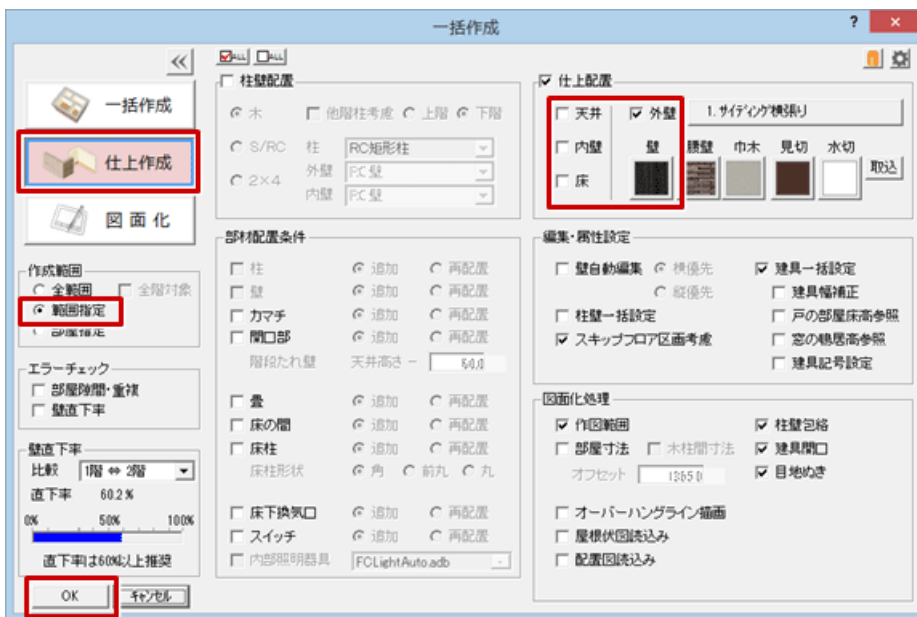 一括作成
? ×
≪
一括作成
仕上作成
図面化
作成範囲
全範囲 全階対象
範囲指定
部屋指定
エラーチェック
部屋隙間・重複
壁直下率
壁直下率
比較 1階 ⇔ 2階
直下率 60.2 %
0% 50% 100%
直下率は60%以上推奨
OK キャンセル
ALL ALL
柱壁配置
木 他階柱考慮 上階 下階
S/RC 柱 RC矩形柱
外壁 RC壁
2×4
内壁 RC壁
部材配置条件
柱 追加 再配置
壁 追加 再配置
カマチ 追加 再配置
開口部 追加 再配置
階段たれ壁 天井高さ − 50.0
畳 追加 再配置
床の間 追加 再配置
床柱 追加 再配置
床柱形状 角 前丸 丸
床下換気口 追加 再配置
スイッチ 追加 再配置
内部照明器具 FCLightAuto.adb
仕上配置
天井 外壁 1. サイディング横張り
内壁 壁 腰壁 巾木 見切 水切
床 取込
編集・属性設定
壁自動編集 横優先 建具一括設定
縦優先 建具幅補正
柱壁一括設定 戸の部屋床高参照
スキップフロア区画考慮 窓の鴨居高参照
建具記号設定
図面化処理
作図範囲 柱壁包絡
部屋寸法 木柱間寸法 建具開口
オフセット 1365.0 目地ぬき
オーバーハングライン描画
屋根伏図読込み
配置図読込み